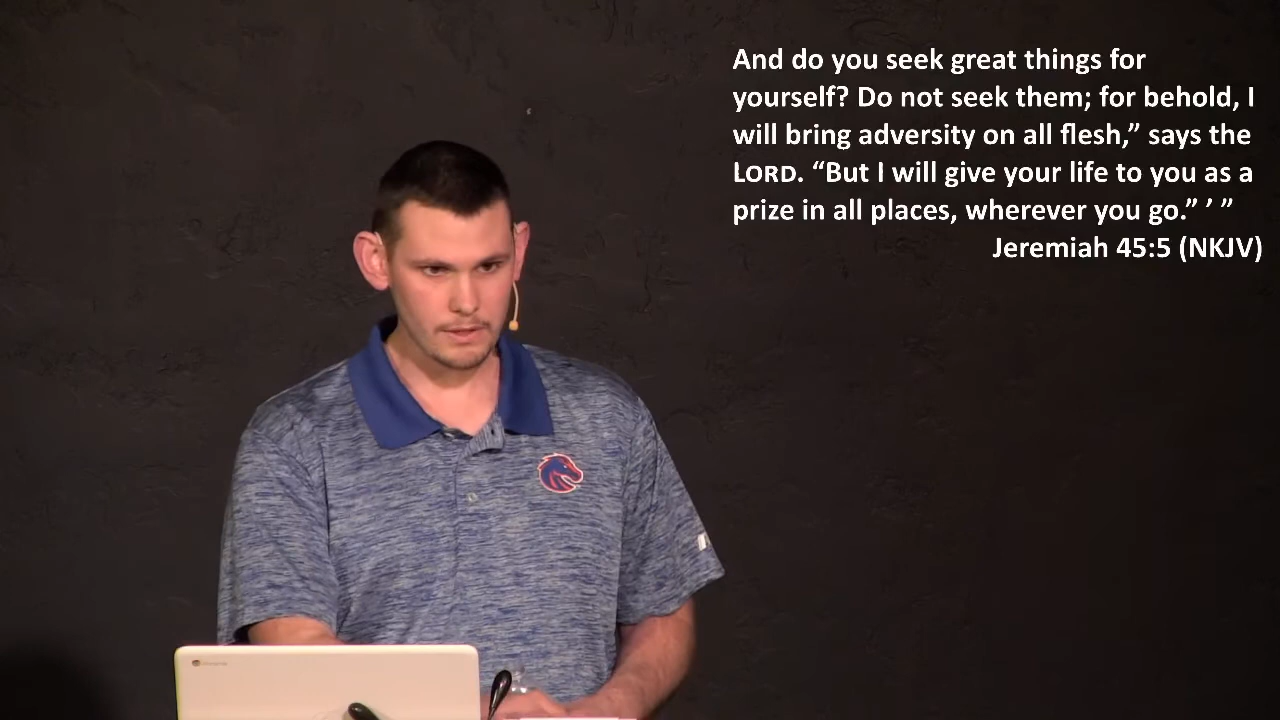 And do you seek great things for
yourself? Do not seek them; for behold, I
will bring adversity on all flesh,” says the
LORD. “But I will give your life to you as a
prize in all places, wherever you go.” ’ ”
Jeremiah 45:5 (NKJV)